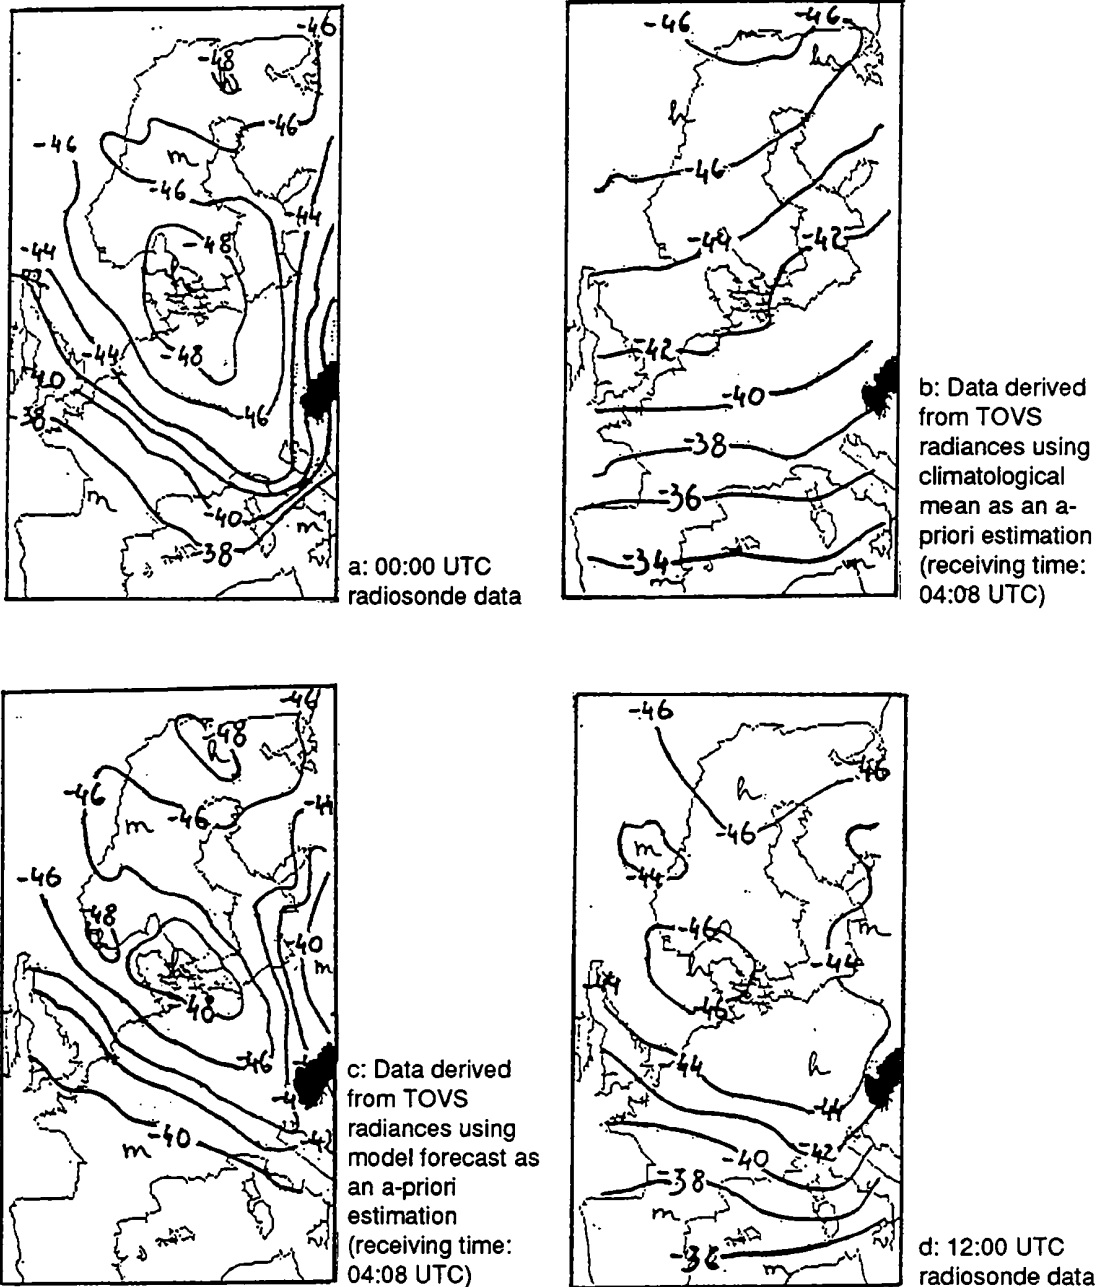 -46
-48
h
-46
-46
m
-46
-44
-44
-48
h
-48
-44
-40
-46
38
m
-40
m
-38
a: 00:00 UTC
radiosonde data
-46
-46
h
h
-46
-44
-42
-42
-40
-38
-36
-34
m
b: Data derived
from TOVS
radiances using
climatological
mean as an a-
priori estimation
(receiving time:
04:08 UTC)
-46
-48
h
-46
-44
-46
m
-46
-48
h
-40
m
-48
-46
-42
-40
m
c: Data derived
from TOVS
radiances using
model forecast as
an a-priori
estimation
(receiving time:
04:08 UTC)
-46
46
h
-46
m
-44
-46
h
m
-44
-44
-46
-44
h
-44
-42
-40
-38
m
-36
m
d: 12:00 UTC
radiosonde data